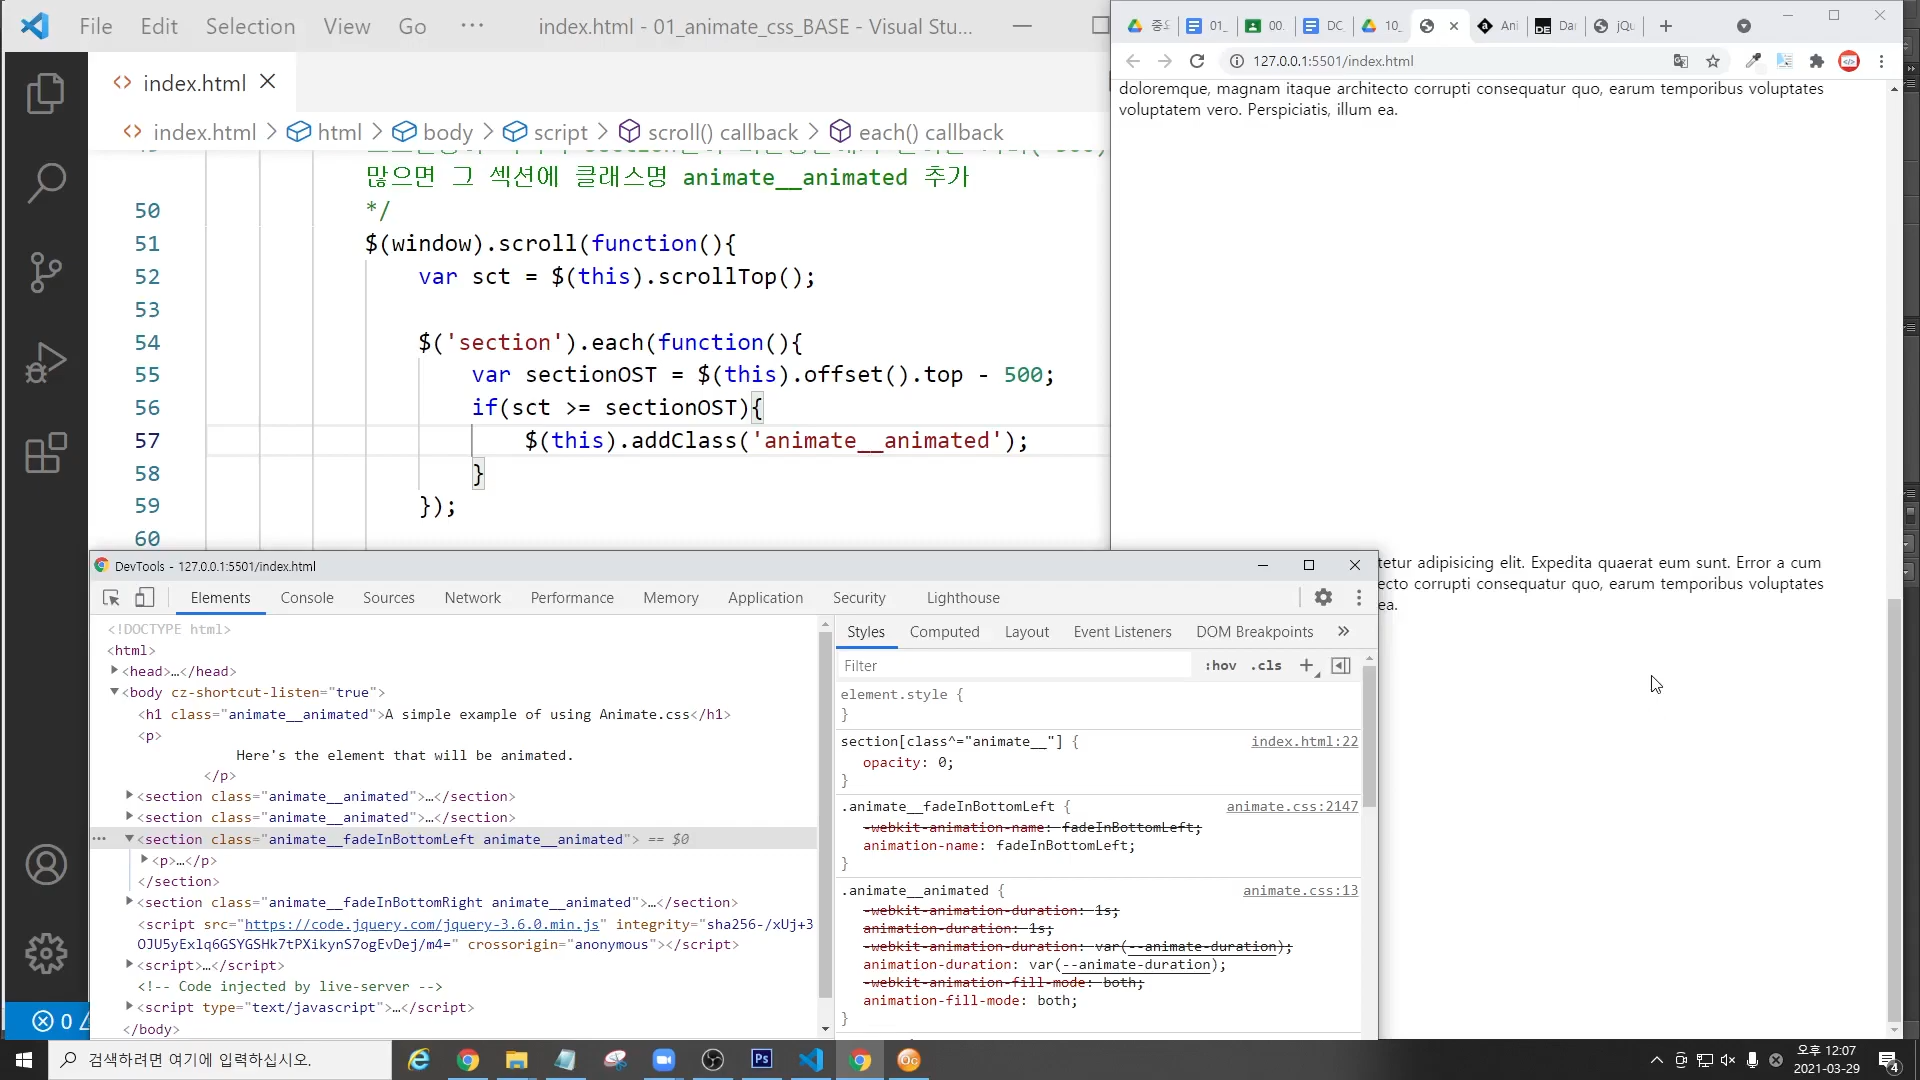 File Edit Selection View Go ··· index.html - 01_animate_css_BASE - Visual Stu...
index.html
index.html > html > body > script > scroll() callback > each() callback
많으면 그 섹션에 클래스명 animate__animated 추가
50 */
51 $(window).scroll(function(){
52 var sct = $(this).scrollTop();
53
54 $('section').each(function(){
55 var sectionOST = $(this).offset().top - 500;
56 if(sct >= sectionOST){
57 $(this).addClass('animate__animated');
58 }
59 });
60
0
중요 01_ 00. DC 10_ Ani Dar jQu
127.0.0.1:5501/index.html
doloremque, magnam itaque architecto corrupti consequatur quo, earum temporibus voluptates
voluptatem vero. Perspiciatis, illum ea.
tetur adipisicing elit. Expedita quaerat eum sunt. Error a cum
ecto corrupti consequatur quo, earum temporibus voluptates
ea.
DevTools - 127.0.0.1:5501/index.html
Elements Console Sources Network Performance Memory Application Security Lighthouse
<!DOCTYPE html>
<html>
<head>…</head>
<body cz-shortcut-listen="true">
<h1 class="animate__animated">A simple example of using Animate.css</h1>
<p>
Here's the element that will be animated.
</p>
<section class="animate__animated">…</section>
<section class="animate__animated">…</section>
<section class="animate__fadeInBottomLeft animate__animated"> == $0
<p>…</p>
</section>
<section class="animate__fadeInBottomRight animate__animated">…</section>
<script src="https://code.jquery.com/jquery-3.6.0.min.js" integrity="sha256-/xUj+3
OJU5yEx1q6GSYGSHk7tPXikynS7ogEvDej/m4=" crossorigin="anonymous"></script>
<script>…</script>
<!-- Code injected by live-server -->
<script type="text/javascript">…</script>
</body>
Styles Computed Layout Event Listeners DOM Breakpoints
Filter :hov .cls +
element.style {
}
section[class^="animate__"] { index.html:22
opacity: 0;
}
.animate__fadeInBottomLeft { animate.css:2147
-webkit-animation-name: fadeInBottomLeft;
animation-name: fadeInBottomLeft;
}
.animate__animated { animate.css:13
-webkit-animation-duration: 1s;
animation-duration: 1s;
-webkit-animation-duration: var(--animate-duration);
animation-duration: var(--animate-duration);
-webkit-animation-fill-mode: both;
animation-fill-mode: both;
}
검색하려면 여기에 입력하십시오.
오후 12:07
2021-03-29
4